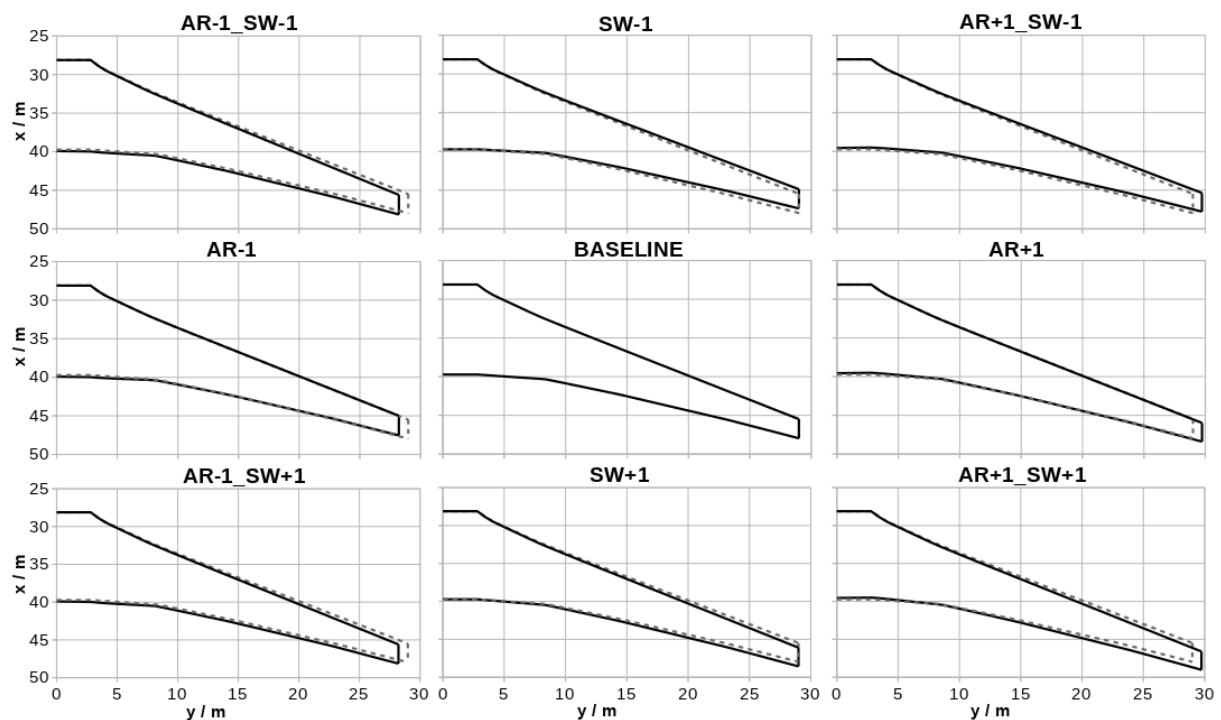 AR-1_SW-1 SW-1 AR+1_SW-1
25
30
35
40
45
50
x / m
AR-1 BASELINE AR+1
25
30
35
40
45
50
x / m
AR-1_SW+1 SW+1 AR+1_SW+1
25
30
35
40
45
50
x / m
0 5 10 15 20 25 30 0 5 10 15 20 25 30 0 5 10 15 20 25 30
y / m y / m y / m